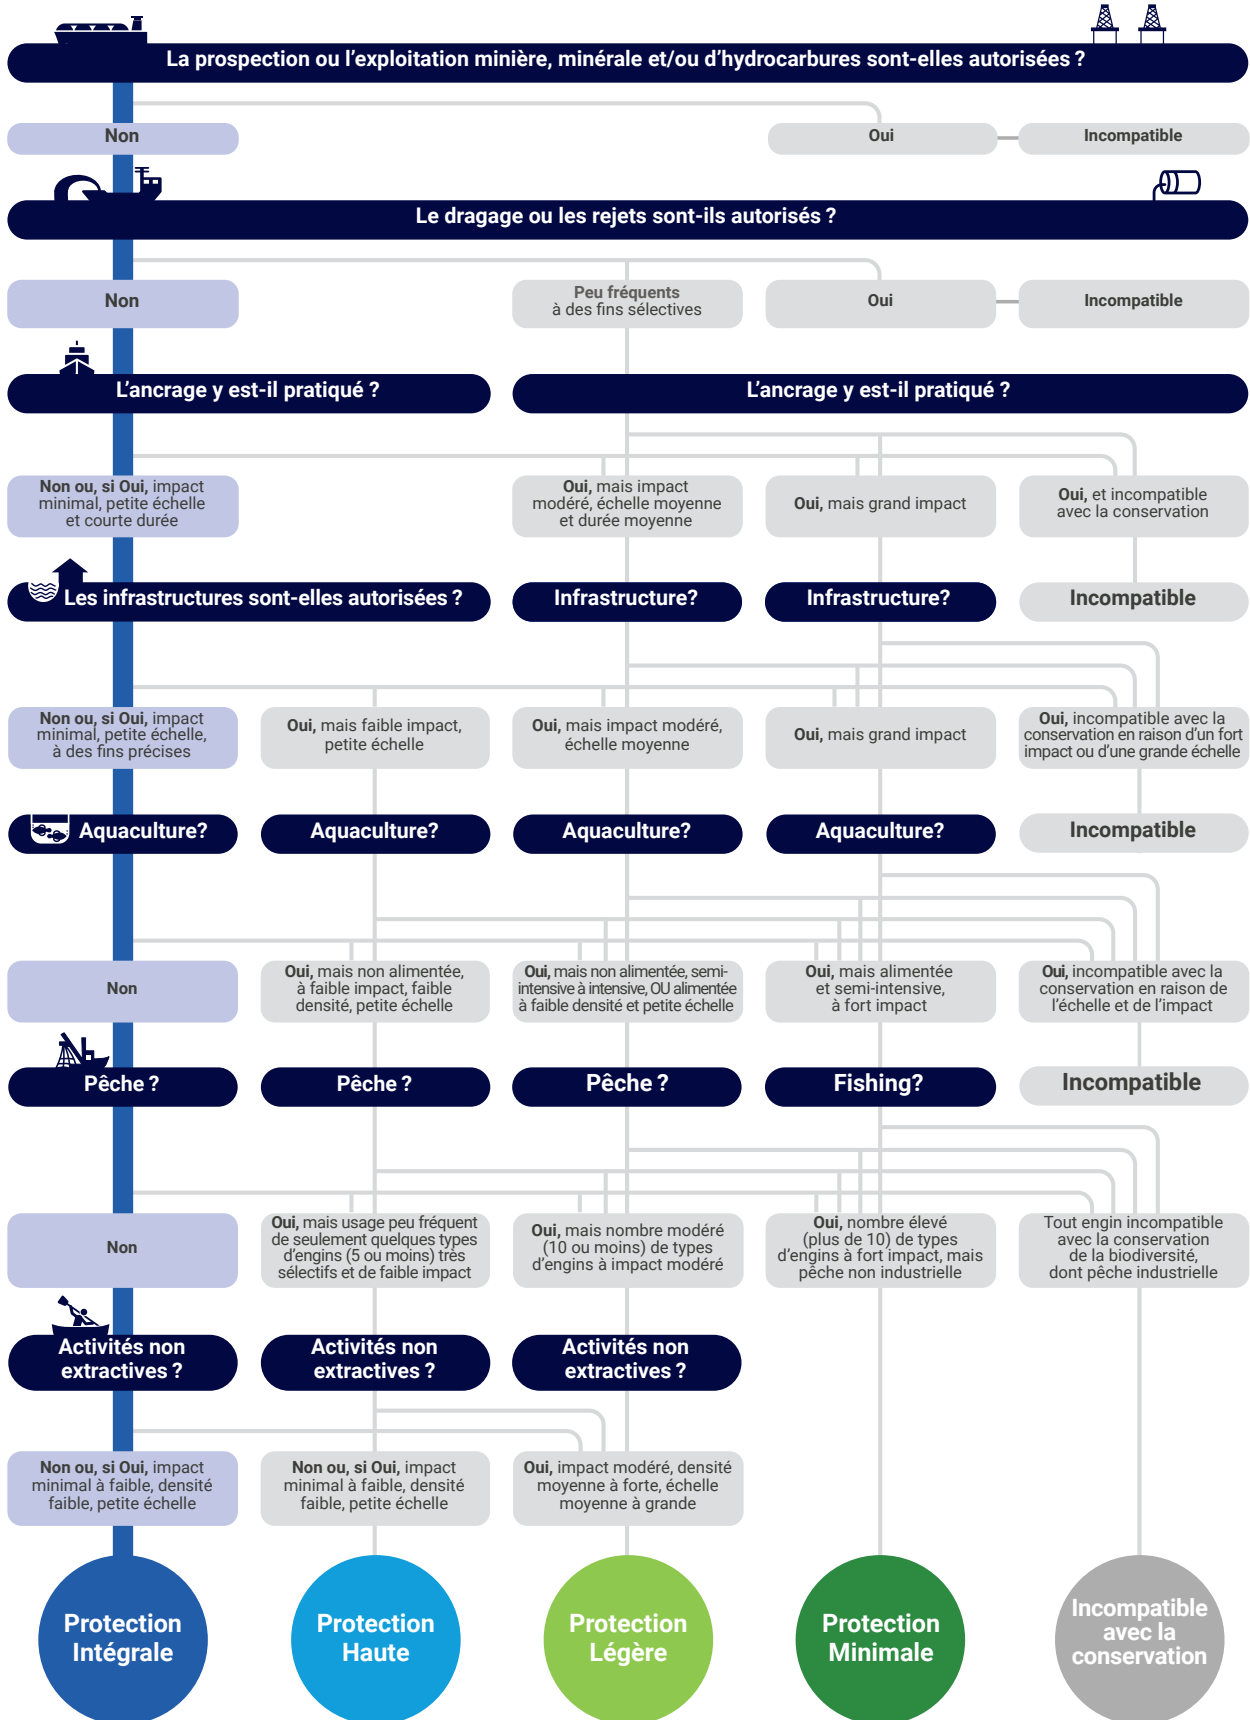 La prospection ou l’exploitation minière, minérale et/ou d’hydrocarbures sont-elles autorisées ?
Non
Oui
Incompatible
Le dragage ou les rejets sont-ils autorisés ?
Non
Peu fréquents
à des fins sélectives
Oui
Incompatible
L’ancrage y est-il pratiqué ?
L’ancrage y est-il pratiqué ?
Non ou, si Oui, impact
minimal, petite échelle
et courte durée
Oui, mais impact
modéré, échelle moyenne
et durée moyenne
Oui, mais grand impact
Oui, et incompatible
avec la conservation
Les infrastructures sont-elles autorisées ?
Infrastructure?
Infrastructure?
Incompatible
Non ou, si Oui, impact
minimal, petite échelle,
à des fins précises
Oui, mais faible impact,
petite échelle
Oui, mais impact modéré,
échelle moyenne
Oui, mais grand impact
Oui, incompatible avec la
conservation en raison d’un fort
impact ou d’une grande échelle
Aquaculture?
Aquaculture?
Aquaculture?
Aquaculture?
Incompatible
Non
Oui, mais non alimentée,
à faible impact, faible
densité, petite échelle
Oui, mais non alimentée, semi-
intensive à intensive, OU alimentée
à faible densité et petite échelle
Oui, mais alimentée
et semi-intensive,
à fort impact
Oui, incompatible avec la
conservation en raison de
l’échelle et de l’impact
Pêche ?
Pêche ?
Pêche ?
Fishing?
Incompatible
Non
Oui, mais usage peu fréquent
de seulement quelques types
d’engins (5 ou moins) très
sélectifs et de faible impact
Oui, mais nombre modéré
(10 ou moins) de types
d’engins à impact modéré
Oui, nombre élevé
(plus de 10) de types
d’engins à fort impact, mais
pêche non industrielle
Tout engin incompatible
avec la conservation
de la biodiversité,
dont pêche industrielle
Activités non
extractives ?
Activités non
extractives ?
Activités non
extractives ?
Non ou, si Oui, impact
minimal à faible, densité
faible, petite échelle
Non ou, si Oui, impact
minimal à faible, densité
faible, petite échelle
Oui, impact modéré, densité
moyenne à forte, échelle
moyenne à grande
Protection
Intégrale
Protection
Haute
Protection
Légère
Protection
Minimale
Incompatible
avec la
conservation